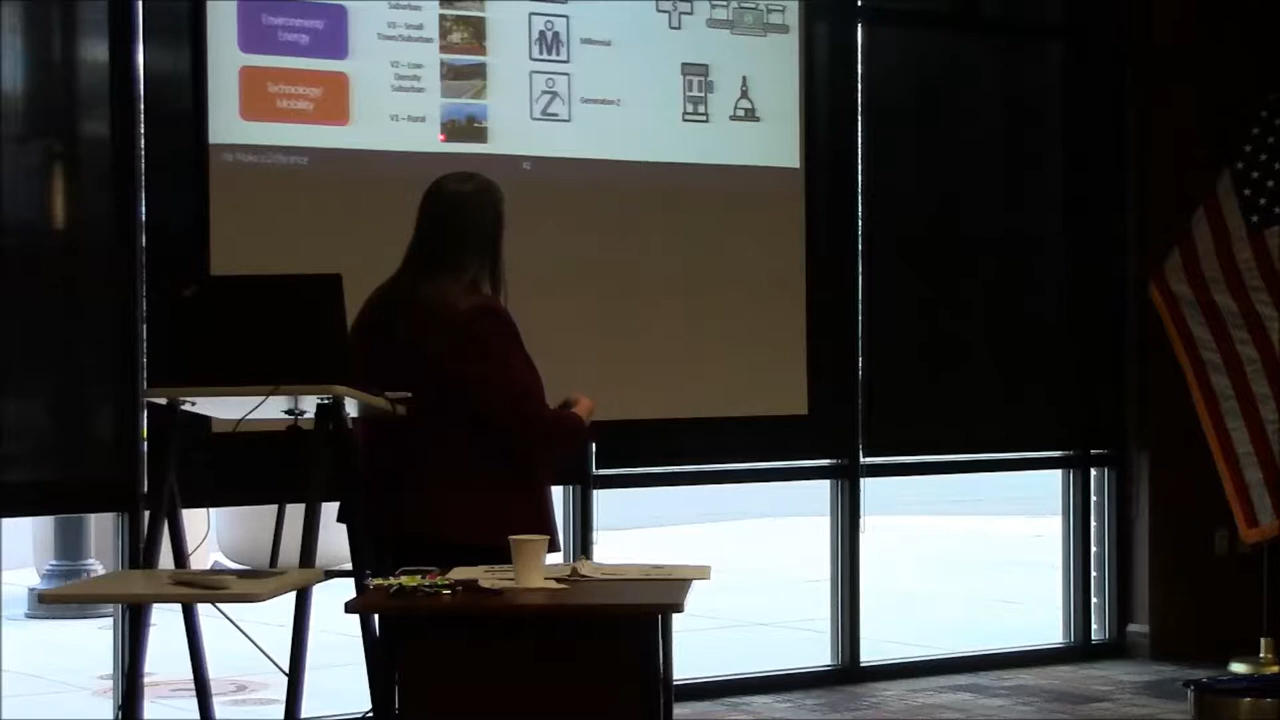 Suburban
Environment/
Energy
V3 – Small
Town/Suburban
M
Millennial
V2 – Low-
Density
Suburban
Technology/
Mobility
Z
Generation Z
V1 – Rural
$